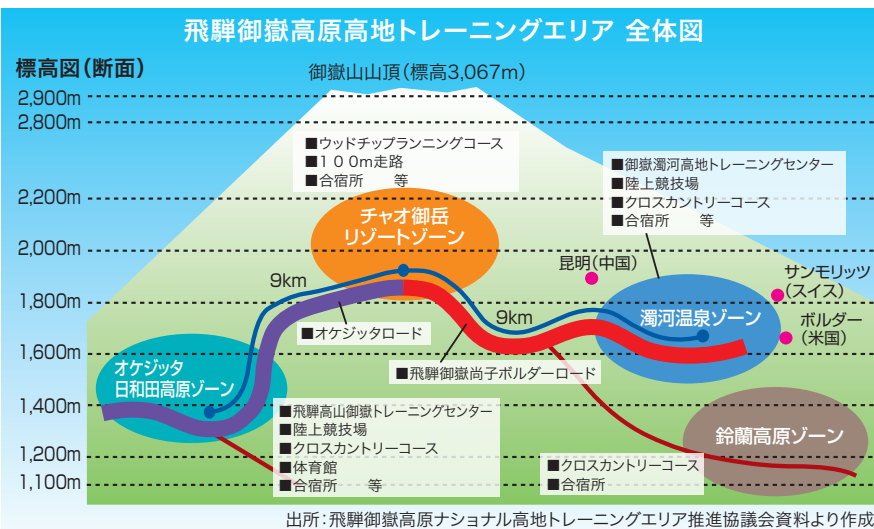 飛騨御嶽高原高地トレーニングエリア 全体図
標高図(断面)
御嶽山山頂(標高3,067m)
2,900m
2,800m
2,200m
2,000m
1,800m
1,600m
1,400m
1,200m
1,100m
■ウッドチップランニングコース
■100m走路
■合宿所 等
チャオ御岳
リゾートゾーン
■御嶽濁河高地トレーニングセンター
■陸上競技場
■クロスカントリーコース
■合宿所 等
昆明(中国)
サンモリッツ
(スイス)
ボルダー
(米国)
濁河温泉ゾーン
9km
9km
■オケジッタロード
■飛騨御嶽尚子ボルダーロード
オケジッタ
日和田高原ゾーン
■飛騨高山御嶽トレーニングセンター
■陸上競技場
■クロスカントリーコース
■体育館
■合宿所 等
鈴蘭高原ゾーン
■クロスカントリーコース
■合宿所
出所:飛騨御嶽高原ナショナル高地トレーニングエリア推進協議会資料より作成